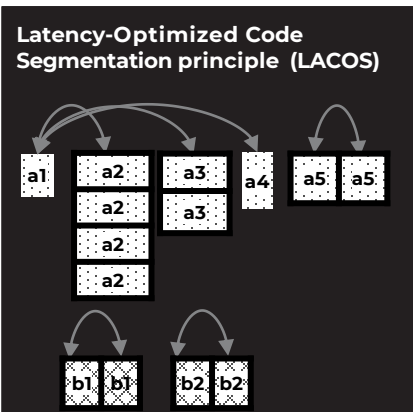 Latency-Optimized Code
Segmentation principle (LACOS)
a1 a2 a3 a4 a5 a5
a2 a3
a2
a2
b1 b1 b2 b2